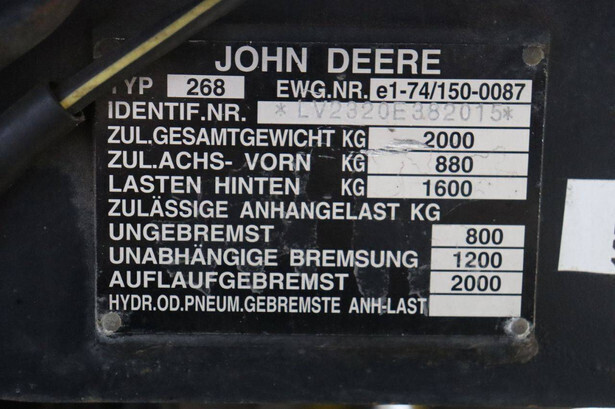 JOHN DEERE
TYP 268 EWG.NR. e1-74/150-0087
IDENTIF.NR. *LV2320E382015*
ZUL.GESAMTGEWICHT KG 2000
ZUL.ACHS- VORN KG 880
LASTEN HINTEN KG 1600
ZULÄSSIGE ANHANGELAST KG
UNGEBREMST 800
UNABHÄNGIGE BREMSUNG 1200
AUFLAUFGEBREMST 2000
HYDR.OD.PNEUM.GEBREMSTE ANH-LAST